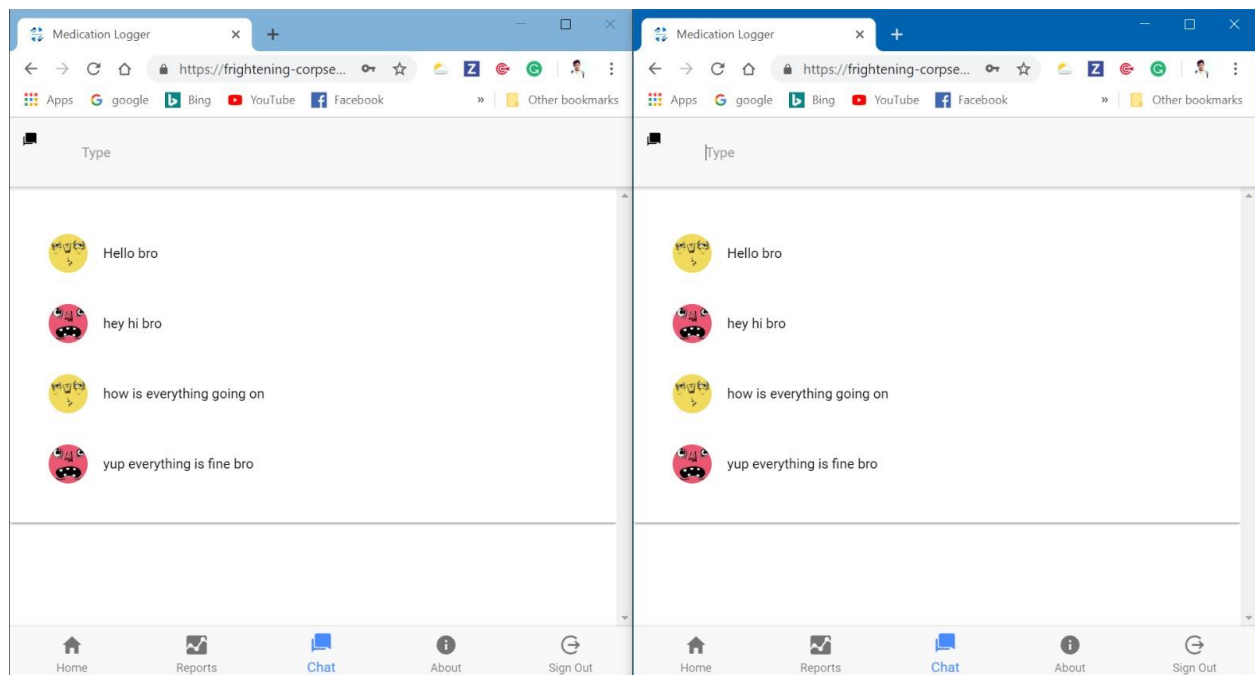 Medication Logger
https://frightening-corpse...
Apps google Bing YouTube Facebook » Other bookmarks
Type
Hello bro
hey hi bro
how is everything going on
yup everything is fine bro
Home Reports Chat About Sign Out
Medication Logger
https://frightening-corpse...
Apps google Bing YouTube Facebook » Other bookmarks
Type
Hello bro
hey hi bro
how is everything going on
yup everything is fine bro
Home Reports Chat About Sign Out